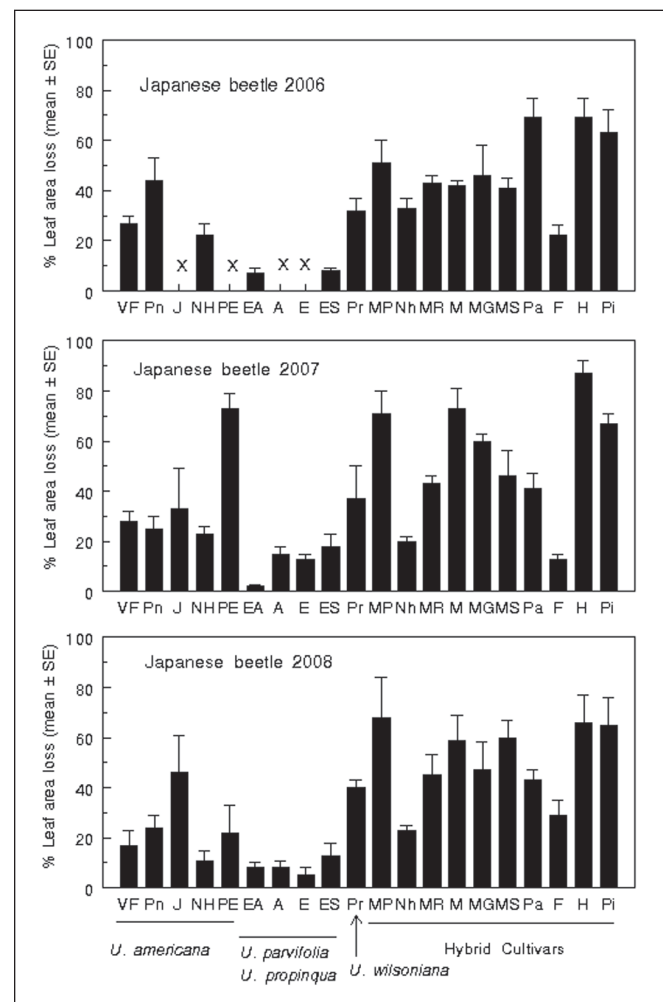 % Leaf area loss (mean ± SE)
Japanese beetle 2006
100
80
60
40
20
0
X X X X
VF Pn J NH PE EA A E ES Pr MP Nh MR M MG MS Pa F H Pi
% Leaf area loss (mean ± SE)
Japanese beetle 2007
100
80
60
40
20
0
VF Pn J NH PE EA A E ES Pr MP Nh MR M MG MS Pa F H Pi
% Leaf area loss (mean ± SE)
Japanese beetle 2008
100
80
60
40
20
0
VF Pn J NH PE EA A E ES Pr MP Nh MR M MG MS Pa F H Pi
U. americana
U. parvifolia
U. propinqua
U. wilsoniana
Hybrid Cultivars